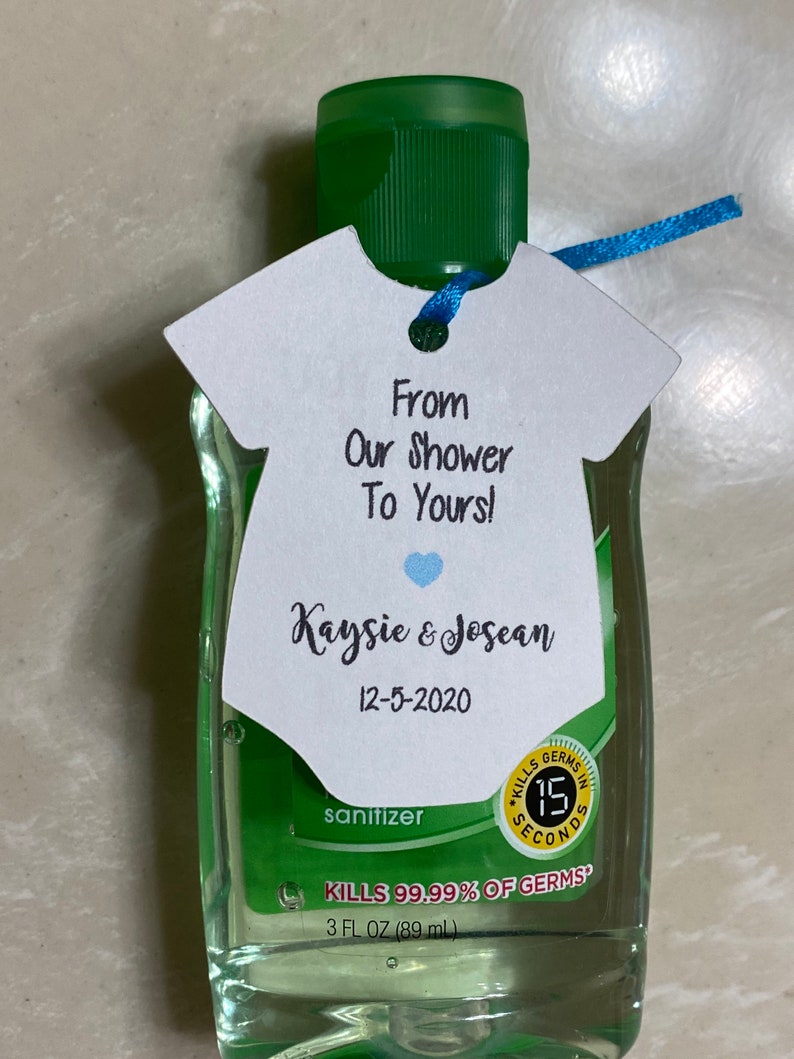 From
Our Shower
To Yours!
Kaysie & Josean
12-5-2020
sanitizer
*KILLS GERMS IN
15
SECONDS
KILLS 99.99% OF GERMS*
3 FL OZ (89 mL)